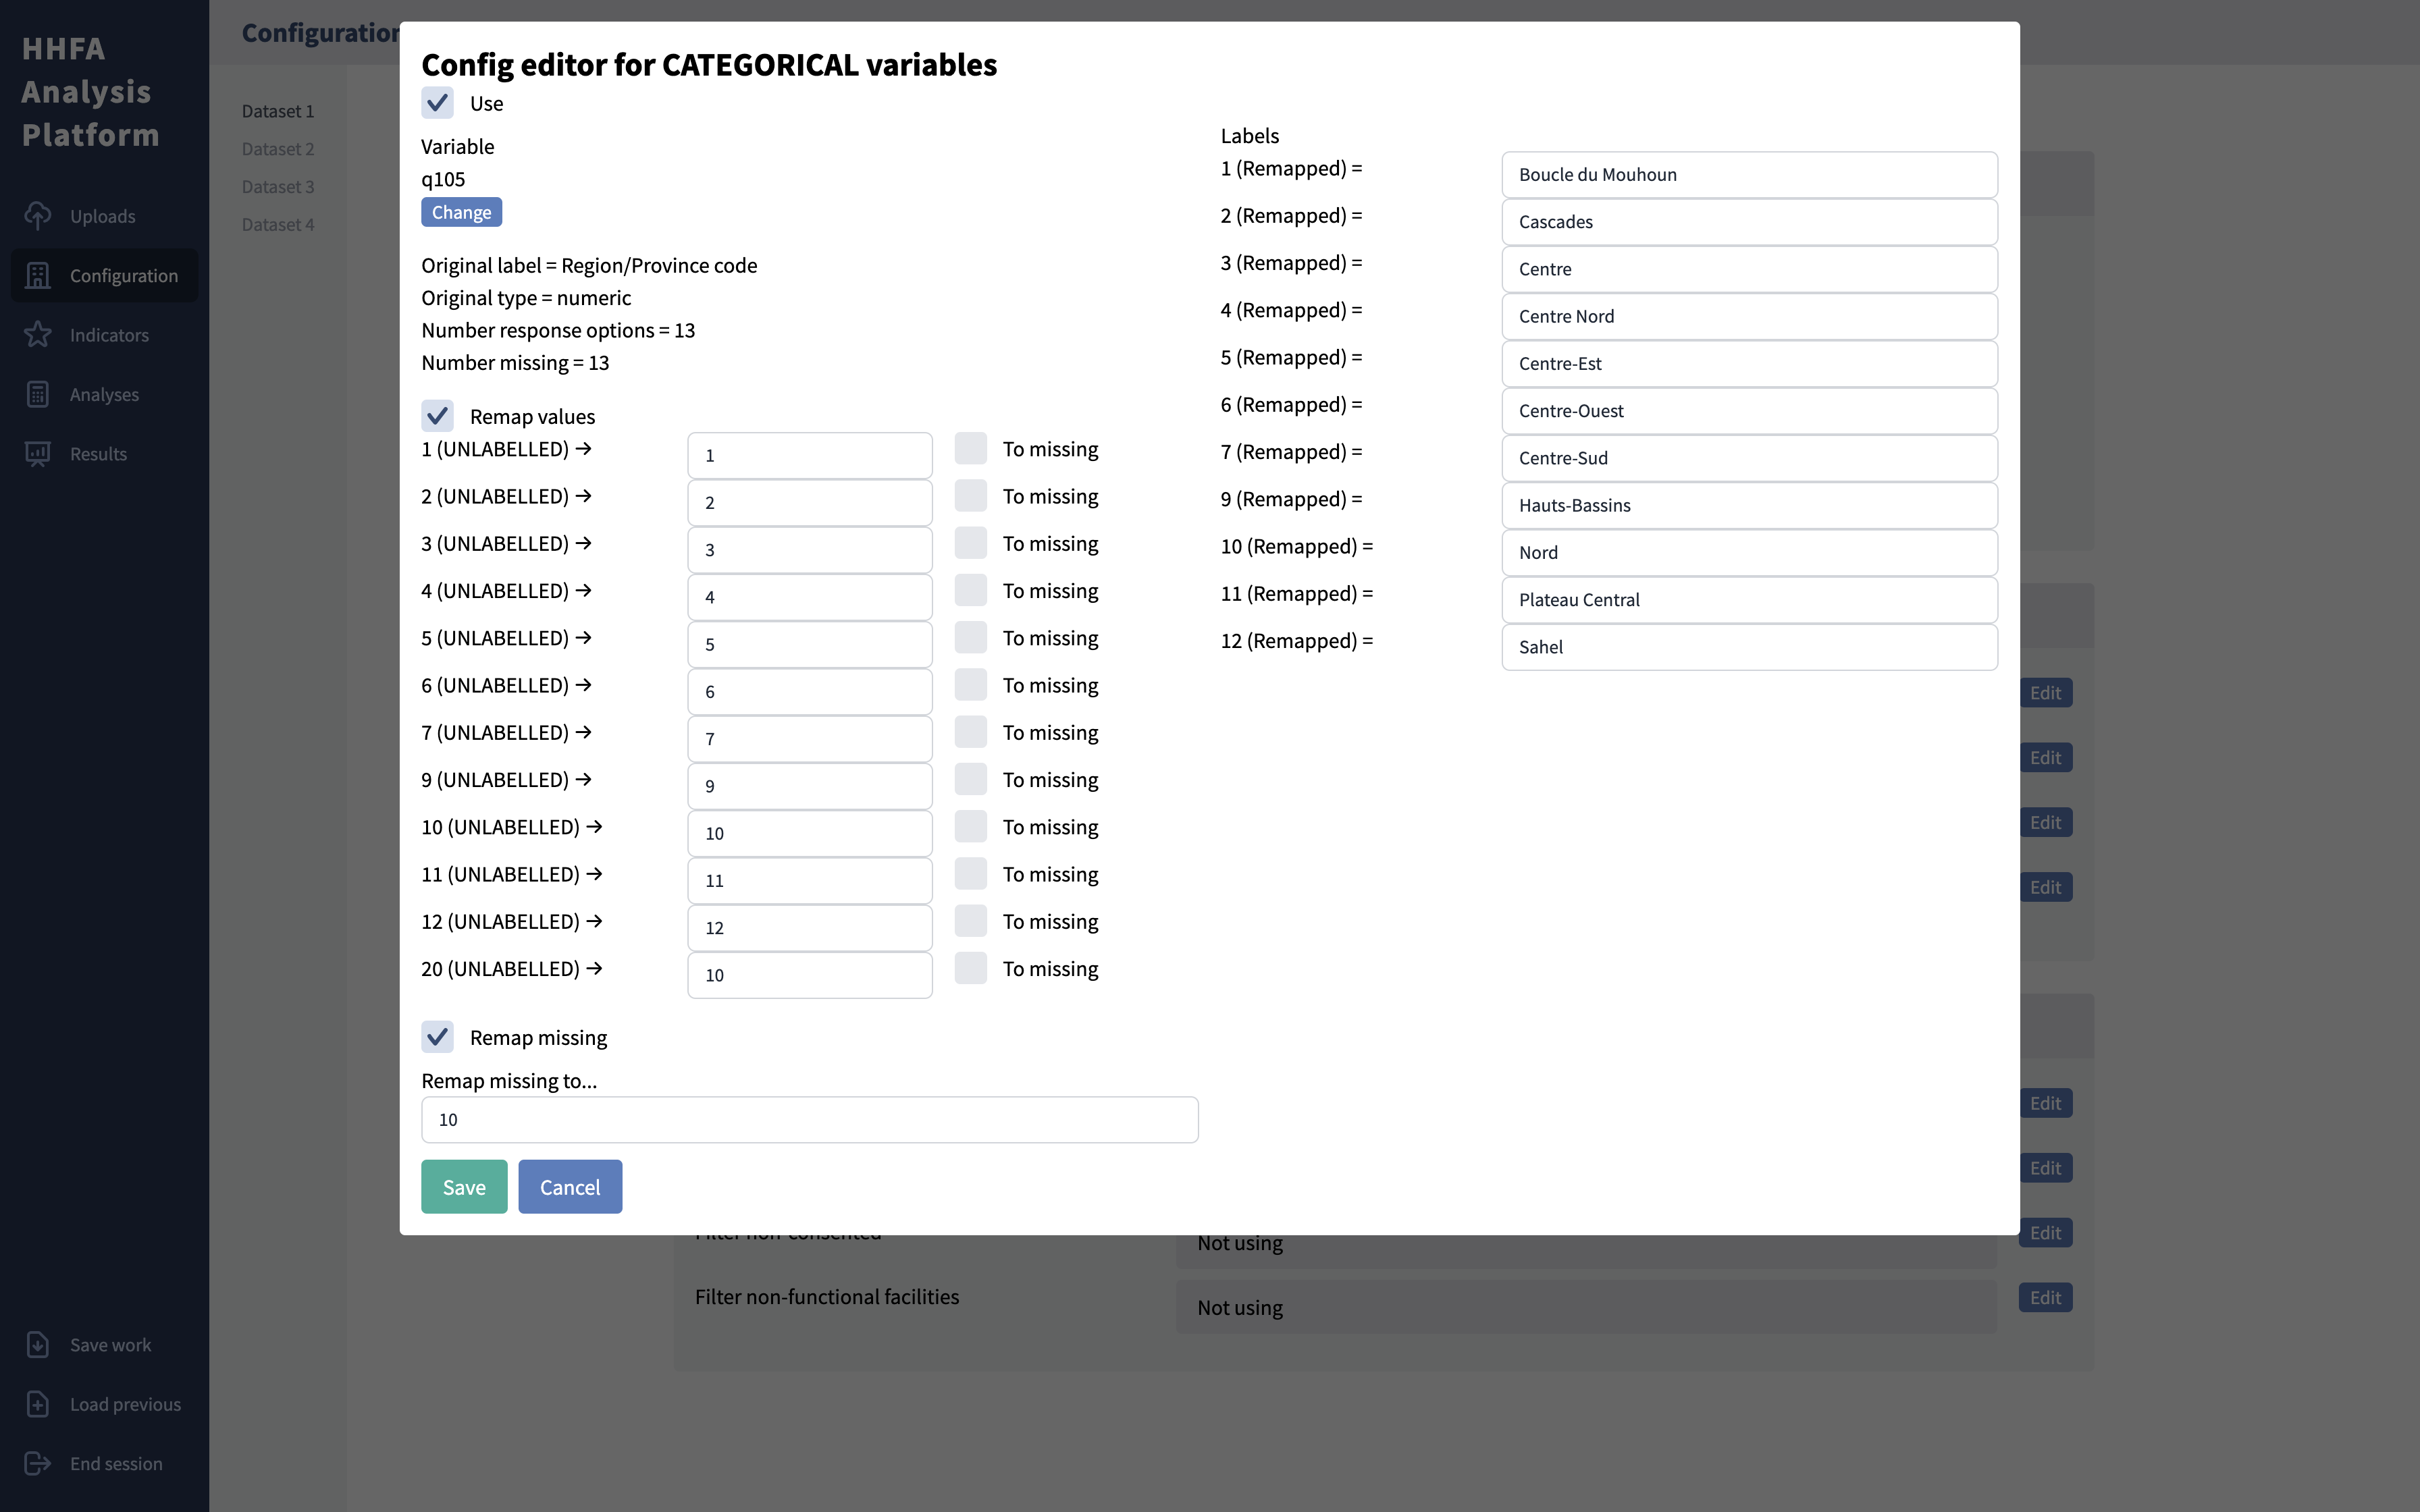 HHFA
Analysis
Platform
Uploads
Configuration
Indicators
Analyses
Results
Save work
Load previous
End session
Configuration
Dataset 1
Dataset 2
Dataset 3
Dataset 4
Config editor for CATEGORICAL variables
Use
Variable
q105
Change
Original label = Region/Province code
Original type = numeric
Number response options = 13
Number missing = 13
Remap values
1 (UNLABELLED) → 1 To missing
2 (UNLABELLED) → 2 To missing
3 (UNLABELLED) → 3 To missing
4 (UNLABELLED) → 4 To missing
5 (UNLABELLED) → 5 To missing
6 (UNLABELLED) → 6 To missing
7 (UNLABELLED) → 7 To missing
9 (UNLABELLED) → 9 To missing
10 (UNLABELLED) → 10 To missing
11 (UNLABELLED) → 11 To missing
12 (UNLABELLED) → 12 To missing
20 (UNLABELLED) → 10 To missing
Remap missing
Remap missing to...
10
Save Cancel
Labels
1 (Remapped) = Boucle du Mouhoun
2 (Remapped) = Cascades
3 (Remapped) = Centre
4 (Remapped) = Centre Nord
5 (Remapped) = Centre-Est
6 (Remapped) = Centre-Ouest
7 (Remapped) = Centre-Sud
9 (Remapped) = Hauts-Bassins
10 (Remapped) = Nord
11 (Remapped) = Plateau Central
12 (Remapped) = Sahel
Edit
Edit
Edit
Edit
Edit
Edit
Filter non-consented Not using Edit
Filter non-functional facilities Not using Edit